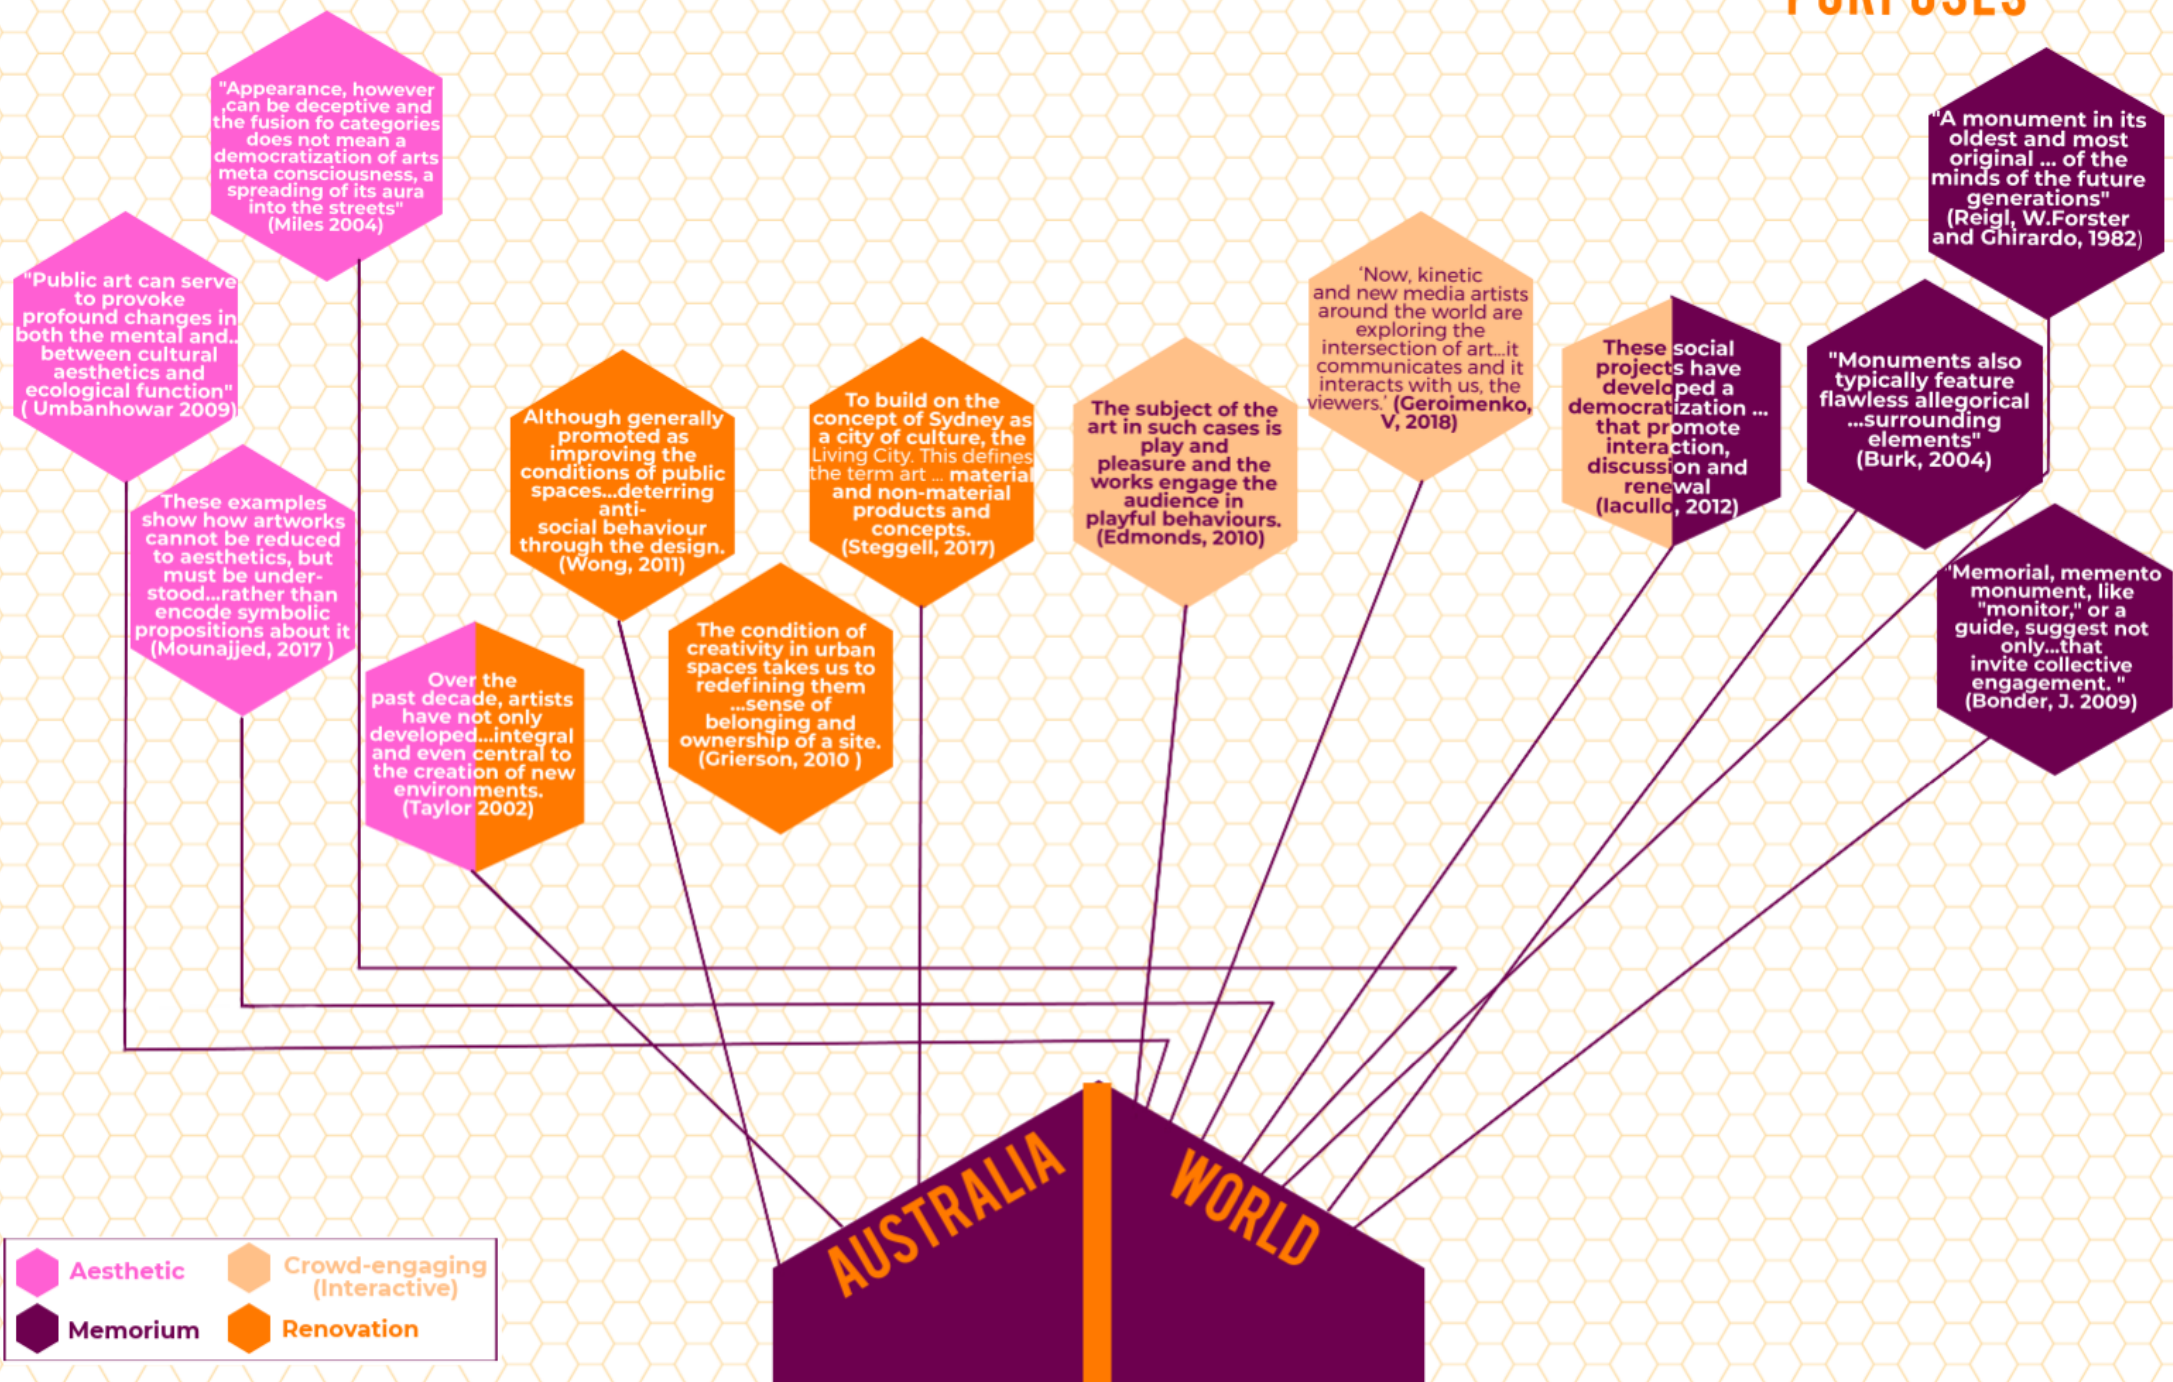 PURPOSES
"Appearance, however
,can be deceptive and
the fusion fo categories
does not mean a
democratization of arts
meta consciousness, a
spreading of its aura
into the streets"
(Miles 2004)
"A monument in its
oldest and most
original ... of the
minds of the future
generations"
(Reigl, W.Forster
and Ghirardo, 1982)
"Public art can serve
to provoke
profound changes in
both the mental and..
between cultural
aesthetics and
ecological function"
( Umbanhowar 2009)
These examples
show how artworks
cannot be reduced
to aesthetics, but
must be under-
stood...rather than
encode symbolic
propositions about it
(Mounajjed, 2017 )
Over the
past decade, artists
have not only
developed...integral
and even central to
the creation of new
environments.
(Taylor 2002)
Although generally
promoted as
improving the
conditions of public
spaces...deterring
anti-
social behaviour
through the design.
(Wong, 2011)
The condition of
creativity in urban
spaces takes us to
redefining them
...sense of
belonging and
ownership of a site.
(Grierson, 2010 )
To build on the
concept of Sydney as
a city of culture, the
Living City. This defines
the term art ... material
and non-material
products and
concepts.
(Steggell, 2017)
The subject of the
art in such cases is
play and
pleasure and the
works engage the
audience in
playful behaviours.
(Edmonds, 2010)
'Now, kinetic
and new media artists
around the world are
exploring the
intersection of art...it
communicates and it
interacts with us, the
viewers.' (Geroimenko,
V, 2018)
These social
projects have
developed a
democratization ...
that promote
interaction,
discussion and
renewal
(Iacullo, 2012)
"Monuments also
typically feature
flawless allegorical
...surrounding
elements"
(Burk, 2004)
"Memorial, memento
monument, like
"monitor," or a
guide, suggest not
only...that
invite collective
engagement. "
(Bonder, J. 2009)
AUSTRALIA
WORLD
Aesthetic
Crowd-engaging
(Interactive)
Memorium
Renovation